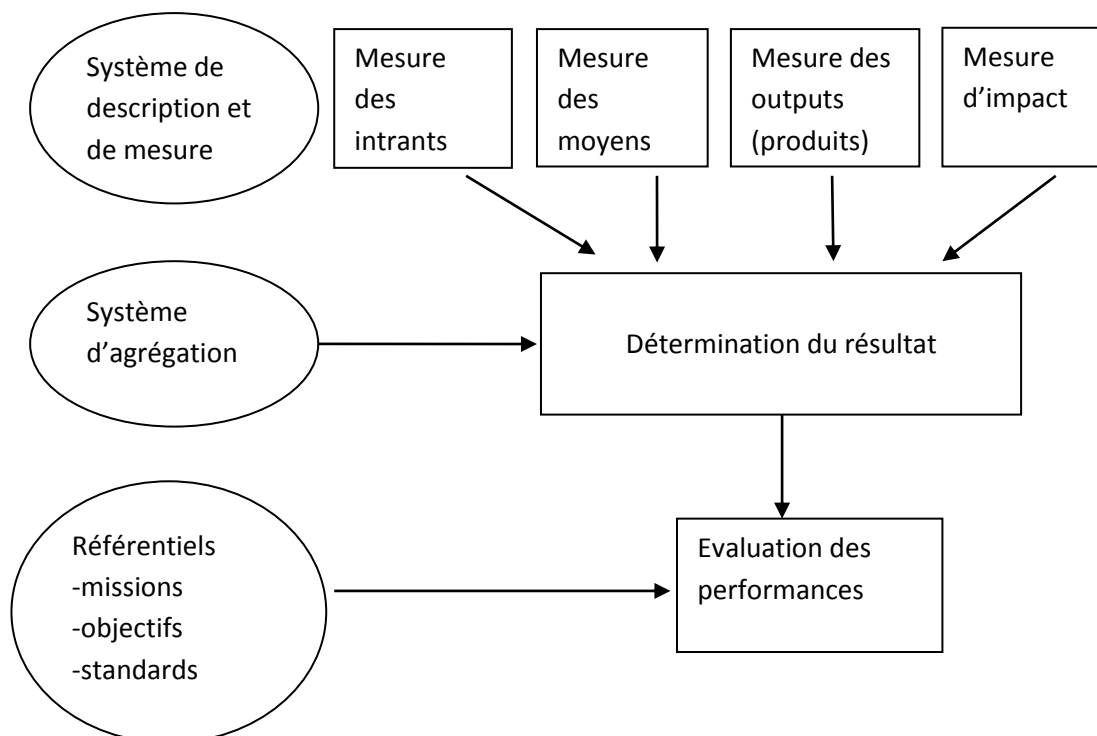 Système de
description et
de mesure
Mesure
des
intrants
Mesure
des
moyens
Mesure des
outputs
(produits)
Mesure
d’impact
Système
d’agrégation
Détermination du résultat
Référentiels
-missions
-objectifs
-standards
Evaluation des
performances